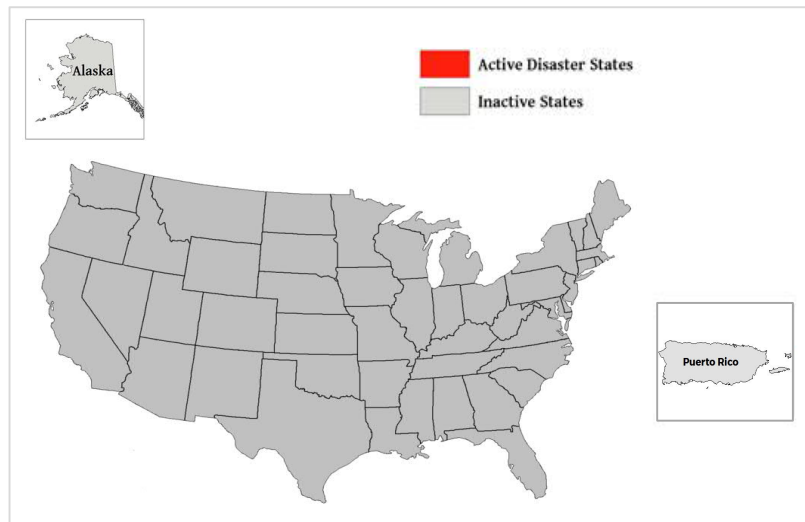 Alaska
Active Disaster States
Inactive States
Puerto Rico